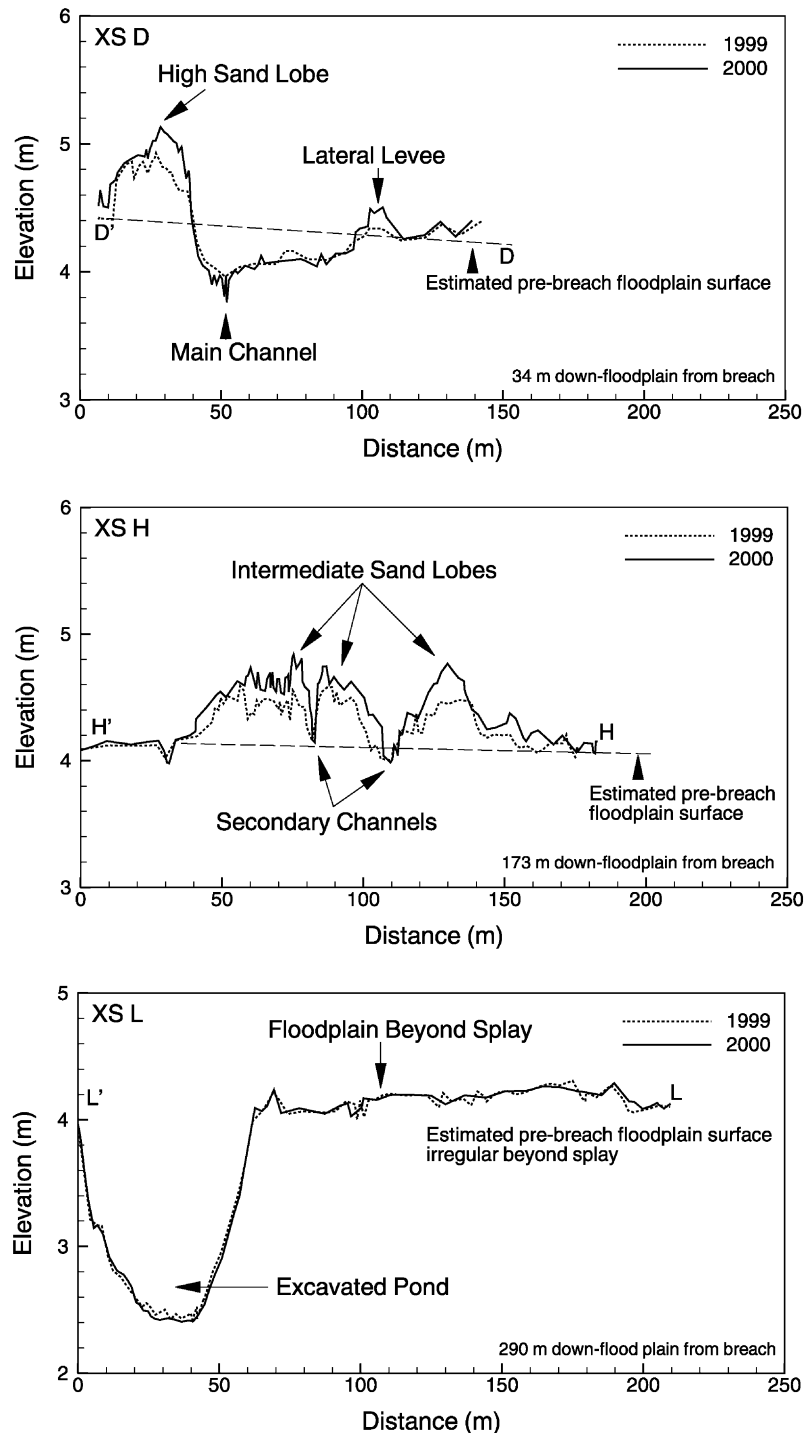 XS D
1999
2000
High Sand Lobe
Lateral Levee
D'
D
Estimated pre-breach floodplain surface
Main Channel
34 m down-floodplain from breach
Elevation (m)
6
5
4
3
0 50 100 150 200 250
Distance (m)
XS H
1999
2000
Intermediate Sand Lobes
H'
H
Estimated pre-breach
floodplain surface
Secondary Channels
173 m down-floodplain from breach
Elevation (m)
6
5
4
3
0 50 100 150 200 250
Distance (m)
XS L
1999
2000
Floodplain Beyond Splay
L'
L
Estimated pre-breach floodplain surface
irregular beyond splay
Excavated Pond
290 m down-flood plain from breach
Elevation (m)
5
4
3
2
0 50 100 150 200 250
Distance (m)